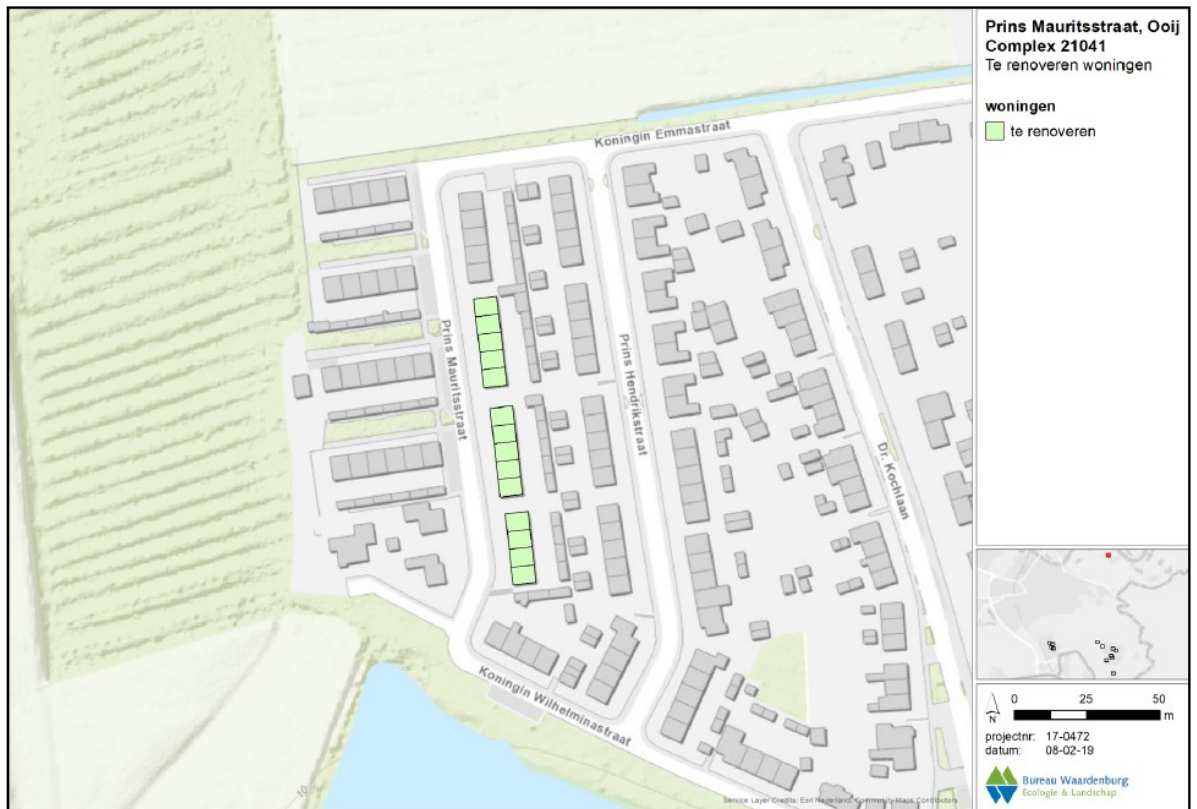 Prins Mauritsstraat, Ooij
Complex 21041
Te renoveren woningen
woningen
te renoveren
Koningin Emmastraat
Prins Mauritsstraat
Prins Hendrikstraat
Dr. Kochlaan
Koningin Wilhelminastraat
10
N
0 25 50
m
projectnr: 17-0472
datum: 08-02-19
Bureau Waardenburg
Ecologie & Landschap
Service Layer Credits: Esri Nederland, Community Maps Contributors